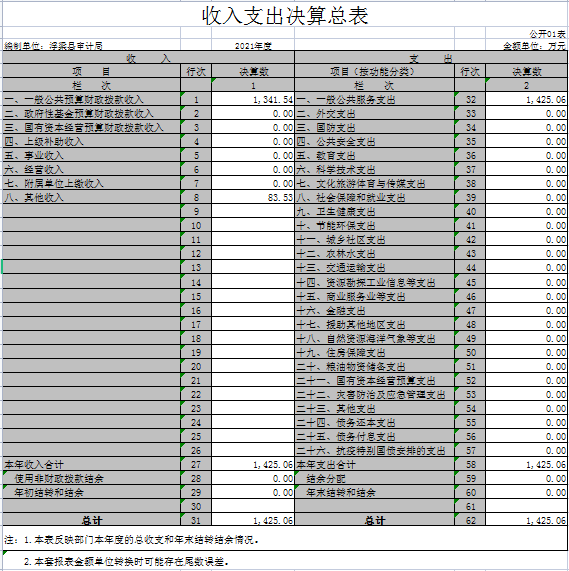 收入支出决算总表
公开01表
编制单位：浮梁县审计局 2021年度 金额单位：万元
收 入 支 出
项 目 行次 决算数 项目（按功能分类） 行次 决算数
栏 次 1 栏 次 2
一、一般公共预算财政拨款收入 1 1,341.54 一、一般公共服务支出 32 1,425.06
二、政府性基金预算财政拨款收入 2 0.00 二、外交支出 33 0.00
三、国有资本经营预算财政拨款收入 3 0.00 三、国防支出 34 0.00
四、上级补助收入 4 0.00 四、公共安全支出 35 0.00
五、事业收入 5 0.00 五、教育支出 36 0.00
六、经营收入 6 0.00 六、科学技术支出 37 0.00
七、附属单位上缴收入 7 0.00 七、文化旅游体育与传媒支出 38 0.00
八、其他收入 8 83.53 八、社会保障和就业支出 39 0.00
9 九、卫生健康支出 40 0.00
10 十、节能环保支出 41 0.00
11 十一、城乡社区支出 42 0.00
12 十二、农林水支出 43 0.00
13 十三、交通运输支出 44 0.00
14 十四、资源勘探工业信息等支出 45 0.00
15 十五、商业服务业等支出 46 0.00
16 十六、金融支出 47 0.00
17 十七、援助其他地区支出 48 0.00
18 十八、自然资源海洋气象等支出 49 0.00
19 十九、住房保障支出 50 0.00
20 二十、粮油物资储备支出 51 0.00
21 二十一、国有资本经营预算支出 52 0.00
22 二十二、灾害防治及应急管理支出 53 0.00
23 二十三、其他支出 54 0.00
24 二十四、债务还本支出 55 0.00
25 二十五、债务付息支出 56 0.00
26 二十六、抗疫特别国债安排的支出 57 0.00
本年收入合计 27 1,425.06 本年支出合计 58 1,425.06
使用非财政拨款结余 28 0.00 结余分配 59 0.00
年初结转和结余 29 0.00 年末结转和结余 60 0.00
30 61
总计 31 1,425.06 总计 62 1,425.06
注：1.本表反映部门本年度的总收支和年末结转结余情况。
2.本套报表金额单位转换时可能存在尾数误差。